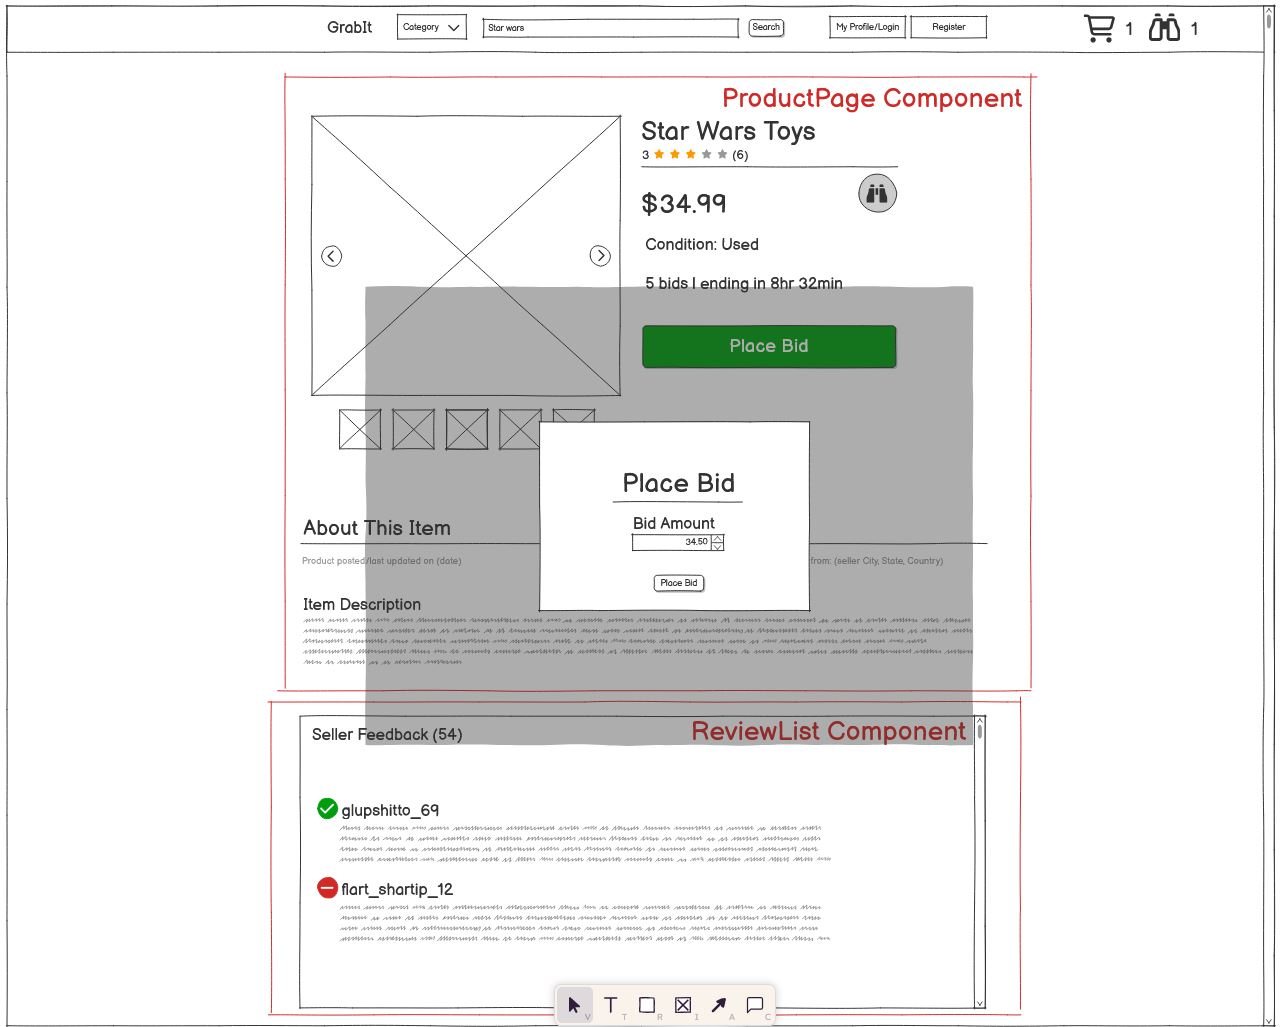 GrabIt Category Star wars Search My Profile/Login Register 1 1
ProductPage Component
Star Wars Toys
3 (6)
$34.99
Condition: Used
5 bids | ending in 8hr 32min
Place Bid
Place Bid
Bid Amount
34.50
Place Bid
About This Item
Product posted/last updated on (date) from: (seller City, State, Country)
Item Description
ReviewList Component
Seller Feedback (54)
glupshitto_69
flart_shartip_12
V T R I A C